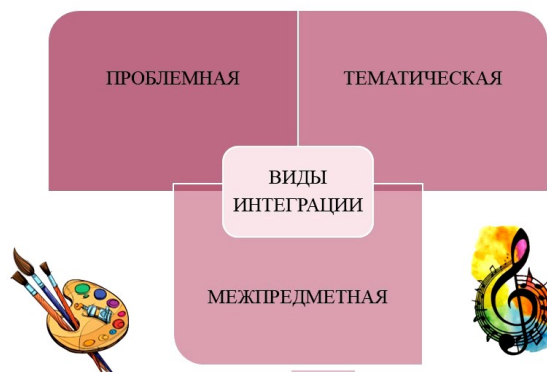 ПРОБЛЕМНАЯ
ТЕМАТИЧЕСКАЯ
ВИДЫ
ИНТЕГРАЦИИ
МЕЖПРЕДМЕТНАЯ